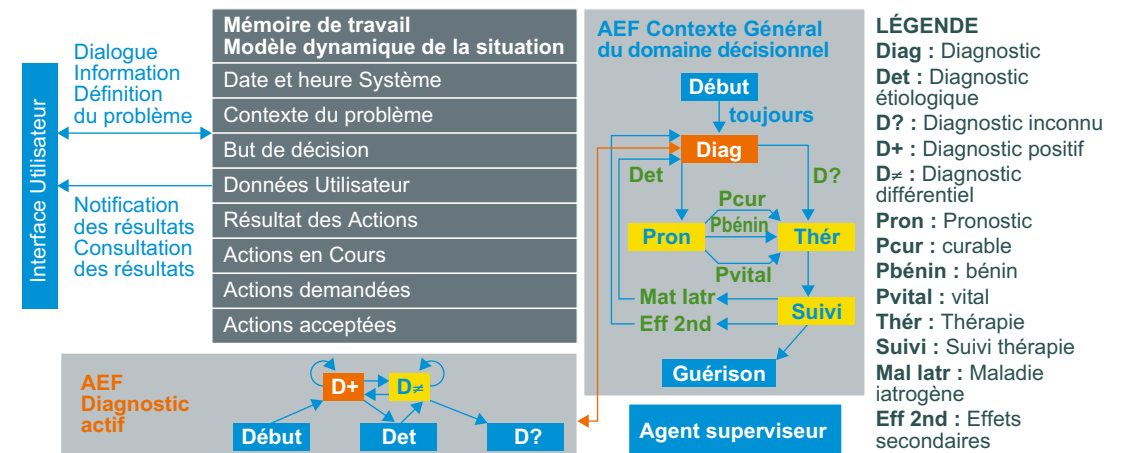 Interface Utilisateur
Dialogue
Information
Définition
du problème
Notification
des résultats
Consultation
des résultats
Mémoire de travail
Modèle dynamique de la situation
Date et heure Système
Contexte du problème
But de décision
Données Utilisateur
Résultat des Actions
Actions en Cours
Actions demandées
Actions acceptées
AEF
Diagnostic
actif
D+
D≠
Début
Det
D?
AEF Contexte Général
du domaine décisionnel
Début
toujours
Diag
Det
D?
Pcur
Pron
Pbénin
Thér
Pvital
Mat Iatr
Suivi
Eff 2nd
Guérison
Agent superviseur
LÉGENDE
Diag : Diagnostic
Det : Diagnostic
étiologique
D? : Diagnostic inconnu
D+ : Diagnostic positif
D≠ : Diagnostic
différentiel
Pron : Pronostic
Pcur : curable
Pbénin : bénin
Pvital : vital
Thér : Thérapie
Suivi : Suivi thérapie
Mal Iatr : Maladie
iatrogène
Eff 2nd : Effets
secondaires